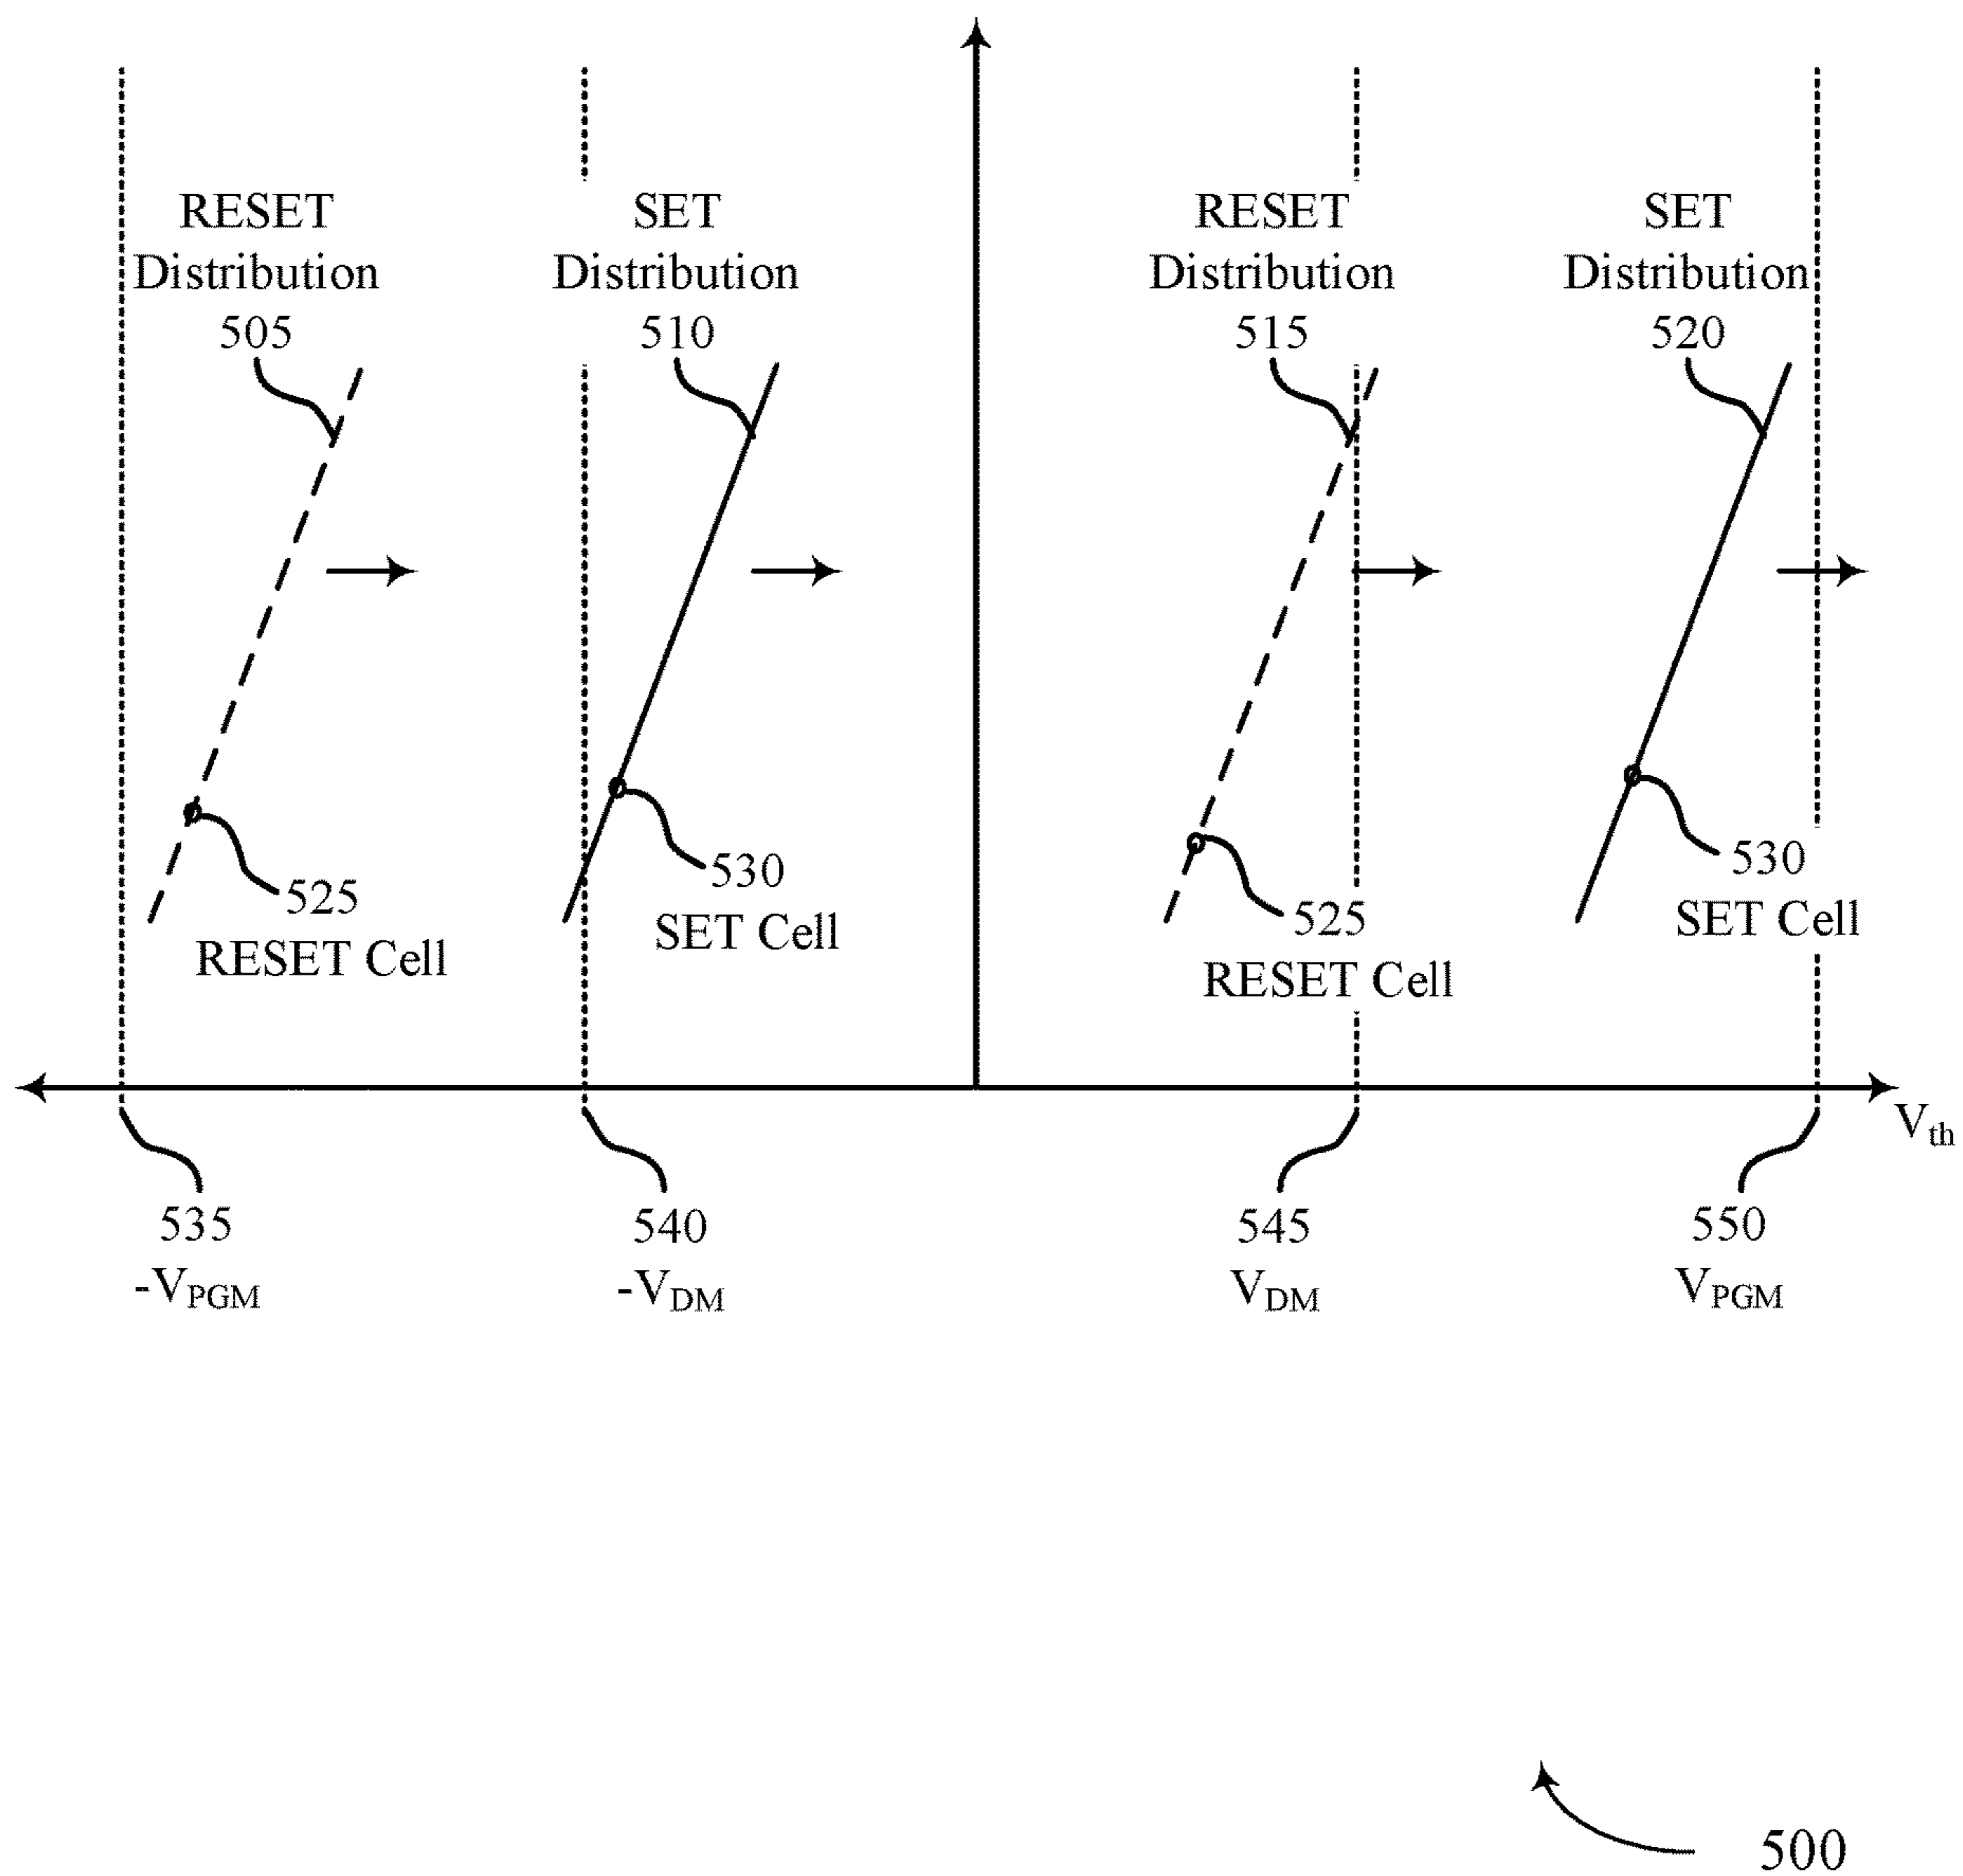 RESET
Distribution
505
SET
Distribution
510
RESET
Distribution
515
SET
Distribution
520
525
RESET Cell
530
SET Cell
525
RESET Cell
530
SET Cell
Vth
535
-VPGM
540
-VDM
545
VDM
550
VPGM
500